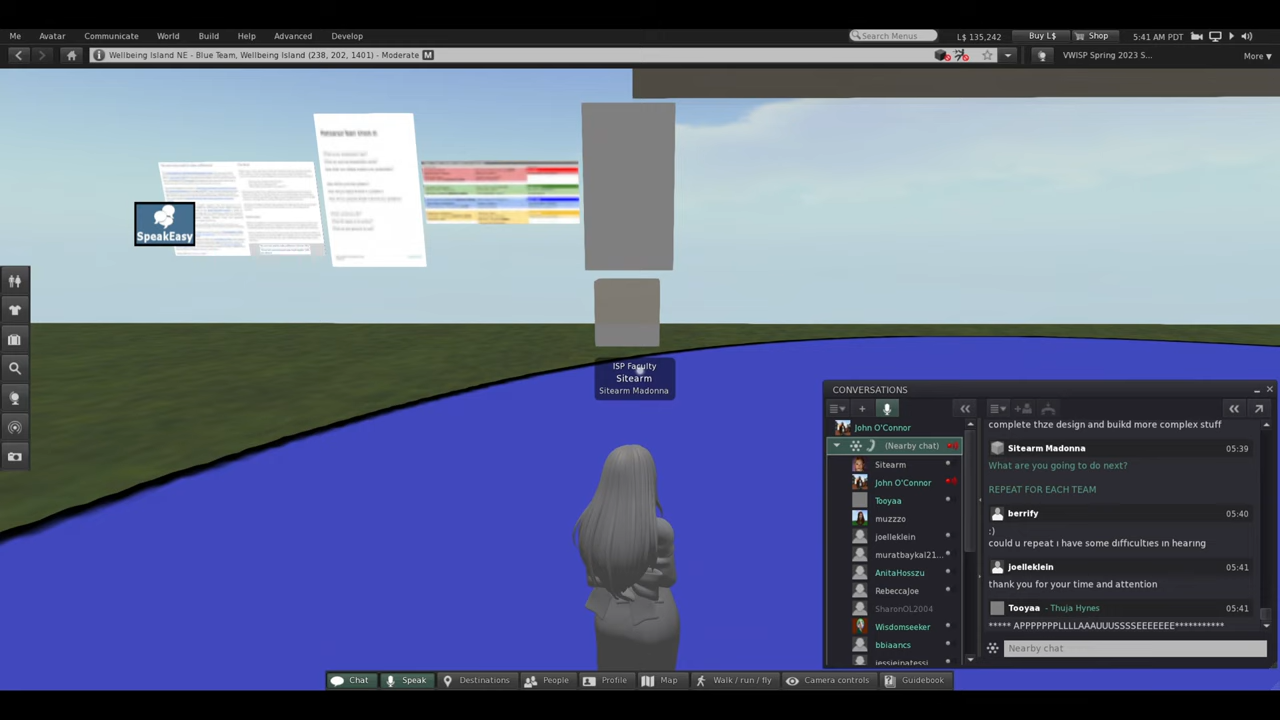 Me Avatar Communicate World Build Help Advanced Develop
Search Menus L$ 135,242 Buy L$ Shop 5:41 AM PDT
Wellbeing Island NE - Blue Team, Wellbeing Island (238, 202, 1401) - Moderate M
VWISP Spring 2023 S... More
SpeakEasy
ISP Faculty
Sitearm
Sitearm Madonna
CONVERSATIONS
John O'Connor
(Nearby chat)
Sitearm
John O'Connor
Tooyaa
muzzzo
joelleklein
muratbaykal21...
AnitaHosszu
RebeccaJoe
SharonOL2004
Wisdomseeker
bbiaancs
jessiejpatessi
complete thze design and buikd more complex stuff
Sitearm Madonna 05:39
What are you going to do next?
REPEAT FOR EACH TEAM
berrify 05:40
:)
could u repeat ı have some dıffıcultıes ın hearıng
joelleklein 05:41
thank you for your time and attention
Tooyaa - Thuja Hynes 05:41
***** APPPPPPPLLLLAAAUUUSSSSEEEEEEE***********
Nearby chat
Chat Speak Destinations People Profile Map Walk / run / fly Camera controls Guidebook